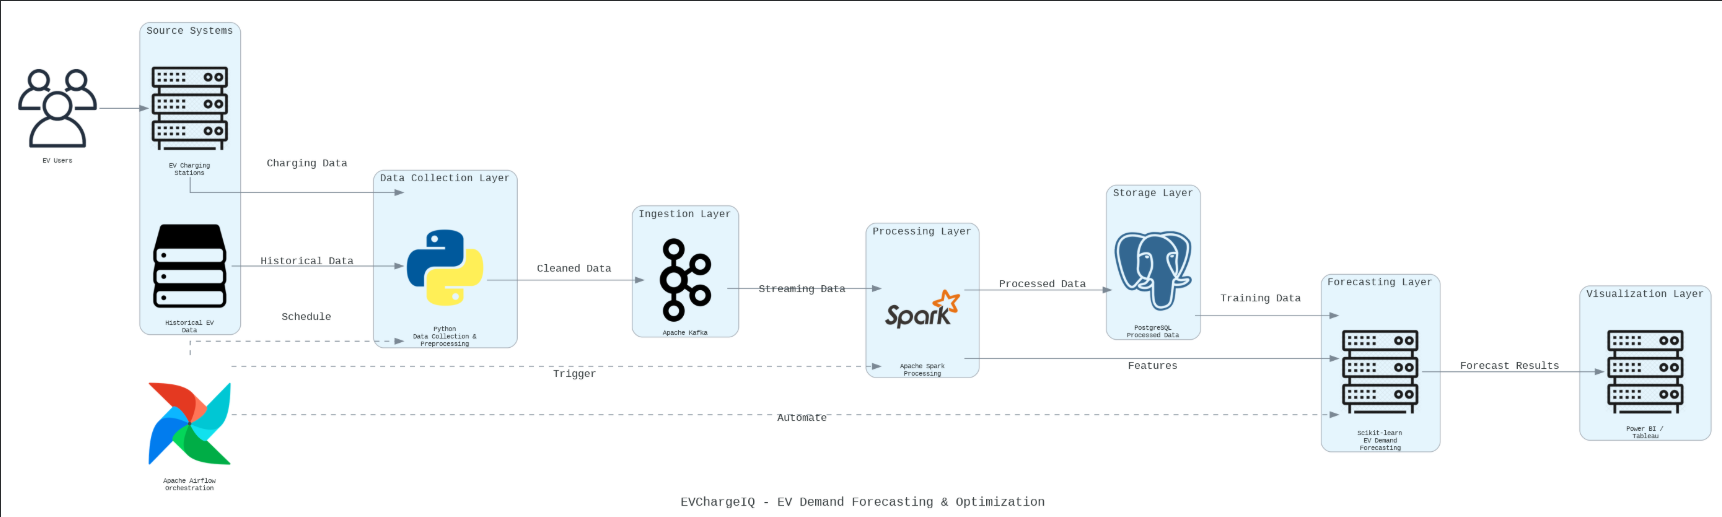 Source Systems
EV Users
EV Charging
Stations
Charging Data
Historical EV
Data
Historical Data
Schedule
Data Collection Layer
Python
Data Collection &
Preprocessing
Cleaned Data
Ingestion Layer
Apache Kafka
Streaming Data
Processing Layer
Spark
Apache Spark
Processing
Processed Data
Storage Layer
PostgreSQL
Processed Data
Training Data
Features
Forecasting Layer
Scikit-learn
EV Demand
Forecasting
Forecast Results
Visualization Layer
Power BI /
Tableau
Trigger
Automate
Apache Airflow
Orchestration
EVChargeIQ - EV Demand Forecasting & Optimization